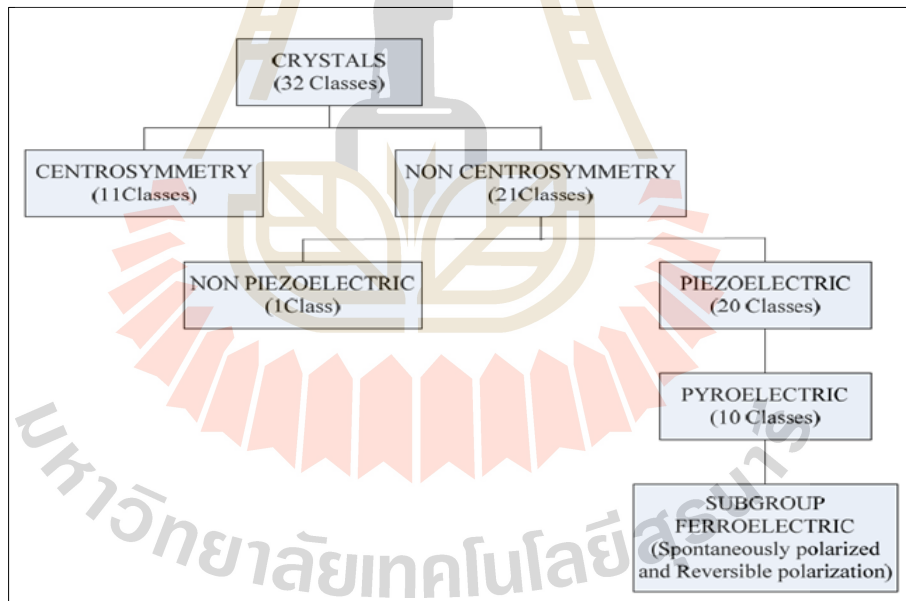 CRYSTALS
(32 Classes)
CENTROSYMMETRY
(11Classes)
NON CENTROSYMMETRY
(21Classes)
NON PIEZOELECTRIC
(1Class)
PIEZOELECTRIC
(20 Classes)
PYROELECTRIC
(10 Classes)
SUBGROUP
FERROELECTRIC
(Spontaneously polarized
and Reversible polarization)
มหาวิทยาลัยเทคโนโลยีสุรนารี